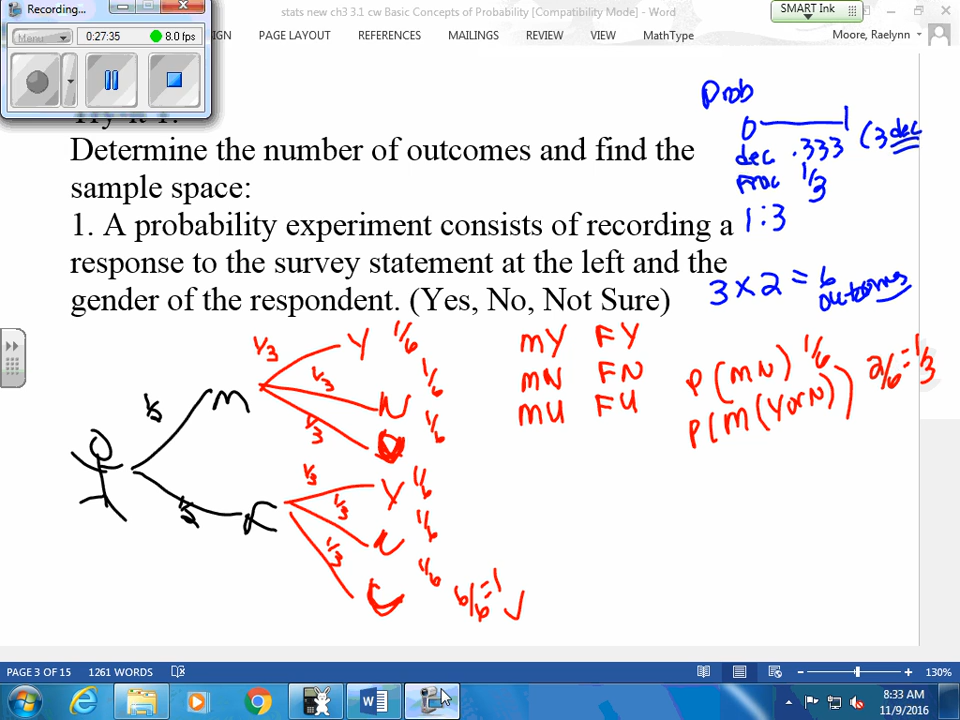 Recording...
stats new ch3 3.1 cw Basic Concepts of Probability [Compatibility Mode] - Word
SMART Ink
Menu
0:27:35
8.0 fps
PAGE LAYOUT
REFERENCES
MAILINGS
REVIEW
VIEW
MathType
Moore, Raelynn
Determine the number of outcomes and find the
sample space:
1. A probability experiment consists of recording a
response to the survey statement at the left and the
gender of the respondent. (Yes, No, Not Sure)
Prob
0 1
dec .333 (3 dec
Frac 1/3
1:3
3 x 2 = 6
outcomes
1/3 Y 1/6
1/3 N 1/6
1/3 1/6
M
F
1/3 Y 1/6
1/3 N 1/6
1/3 1/6
6/6 = 1 ✓
MY FY
MN FN
MU FU
P(MN) 1/6
P(M(YorN)) 2/6 = 1/3
PAGE 3 OF 15
1261 WORDS
130%
8:33 AM
11/9/2016